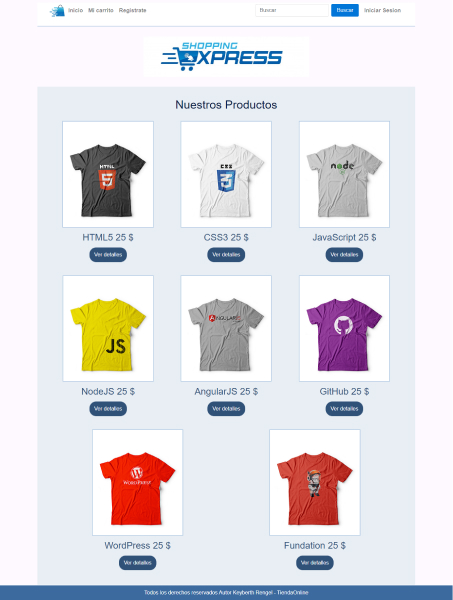 Inicio Mi carrito Registrate Buscar Buscar Iniciar Sesion
SHOPPING
EXPRESS
Nuestros Productos
HTML
5
CSS
3
node
HTML5 25 $
CSS3 25 $
JavaScript 25 $
Ver detalles
Ver detalles
Ver detalles
JS
ANGULARJS
NodeJS 25 $
AngularJS 25 $
GitHub 25 $
Ver detalles
Ver detalles
Ver detalles
W
WORDPRESS
WordPress 25 $
Fundation 25 $
Ver detalles
Ver detalles
Todos los derechos reservados Autor Keyberth Rengel - TiendaOnline